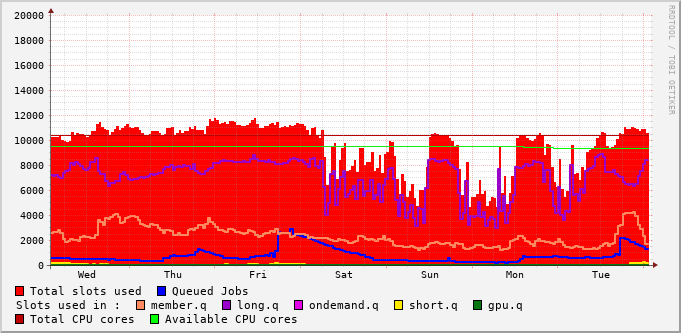 20000
18000
16000
14000
12000
10000
8000
6000
4000
2000
0
Wed Thu Fri Sat Sun Mon Tue
RRDTOOL / TOBI OETIKER
Total slots used Queued Jobs
Slots used in : member.q long.q ondemand.q short.q gpu.q
Total CPU cores Available CPU cores